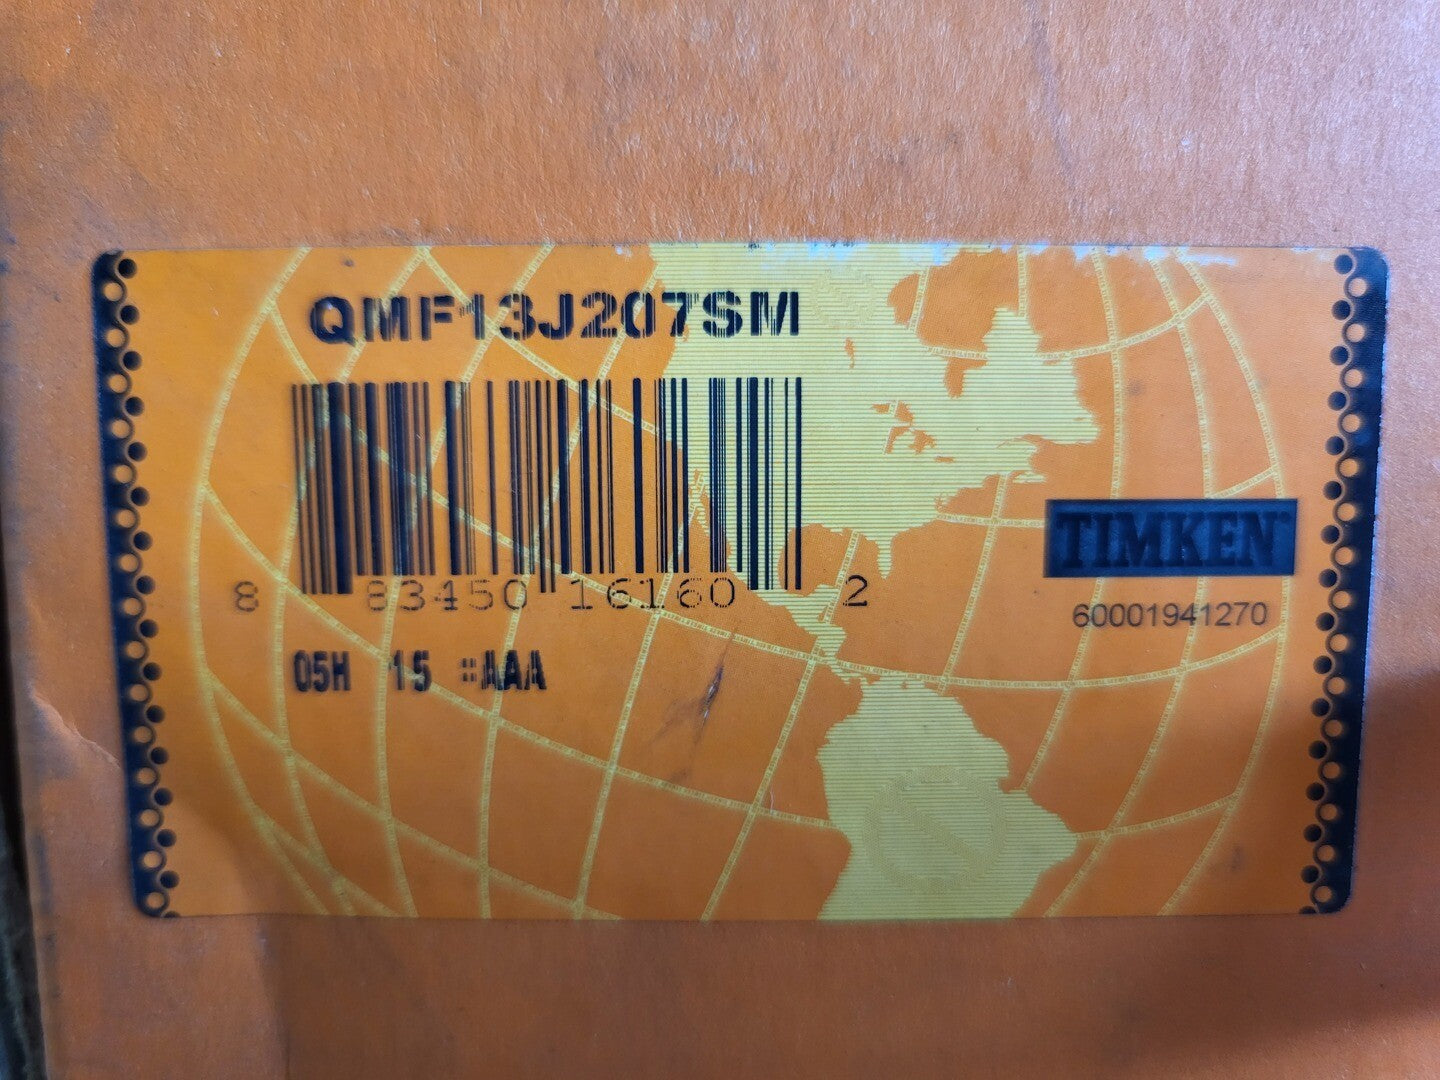 QMF13J207SM
8 83450 16160 2
05H 15 :AAA
TIMKEN
60001941270